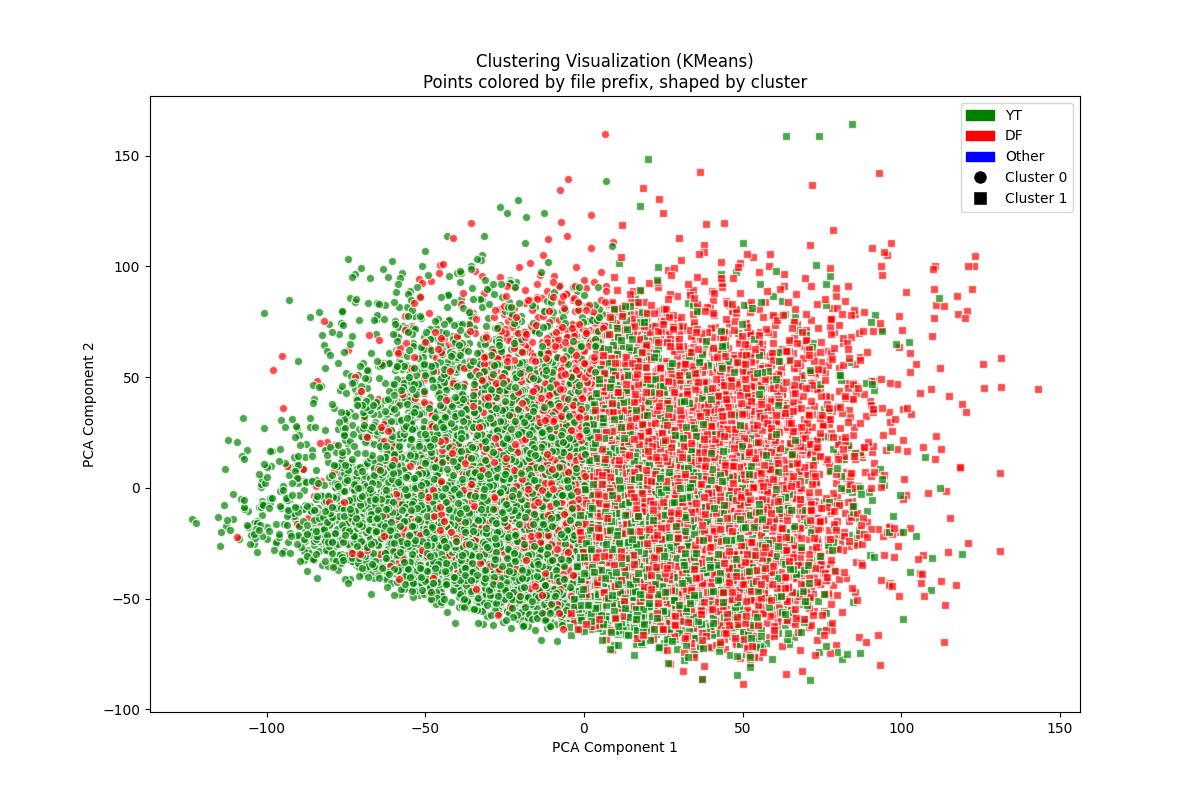 Clustering Visualization (KMeans)
Points colored by file prefix, shaped by cluster
YT
DF
Other
Cluster 0
Cluster 1
PCA Component 2
150
100
50
0
−50
−100
−100
−50
0
50
100
150
PCA Component 1